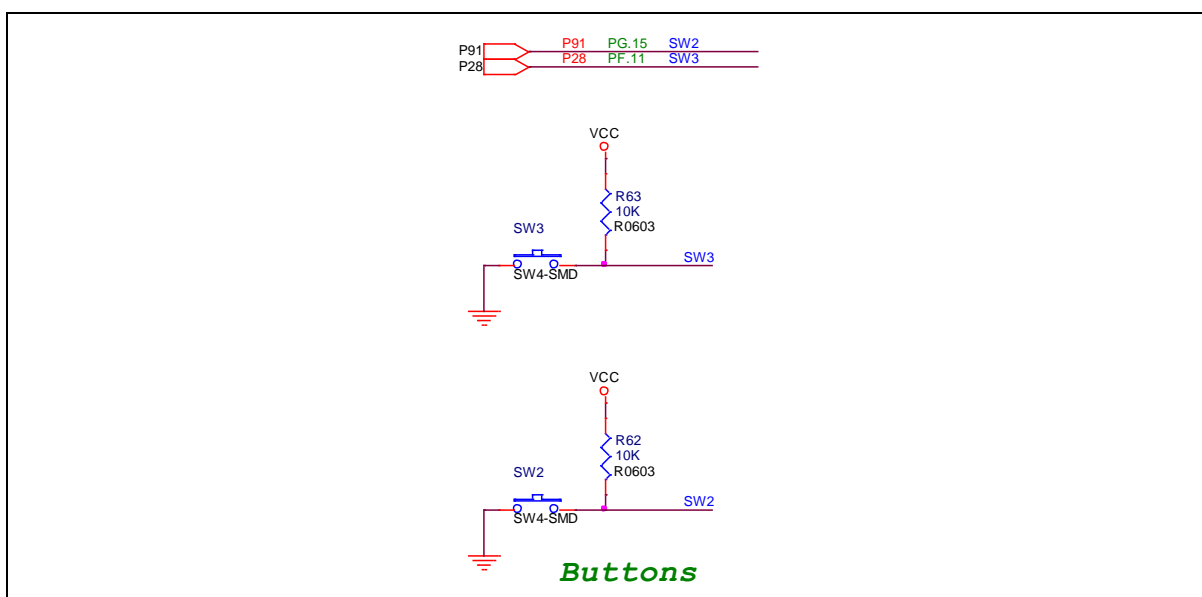 P91 P91 PG.15 SW2
P28 P28 PF.11 SW3
VCC
R63
10K
R0603
SW3
SW3
SW4-SMD
VCC
R62
10K
R0603
SW2
SW2
SW4-SMD
Buttons